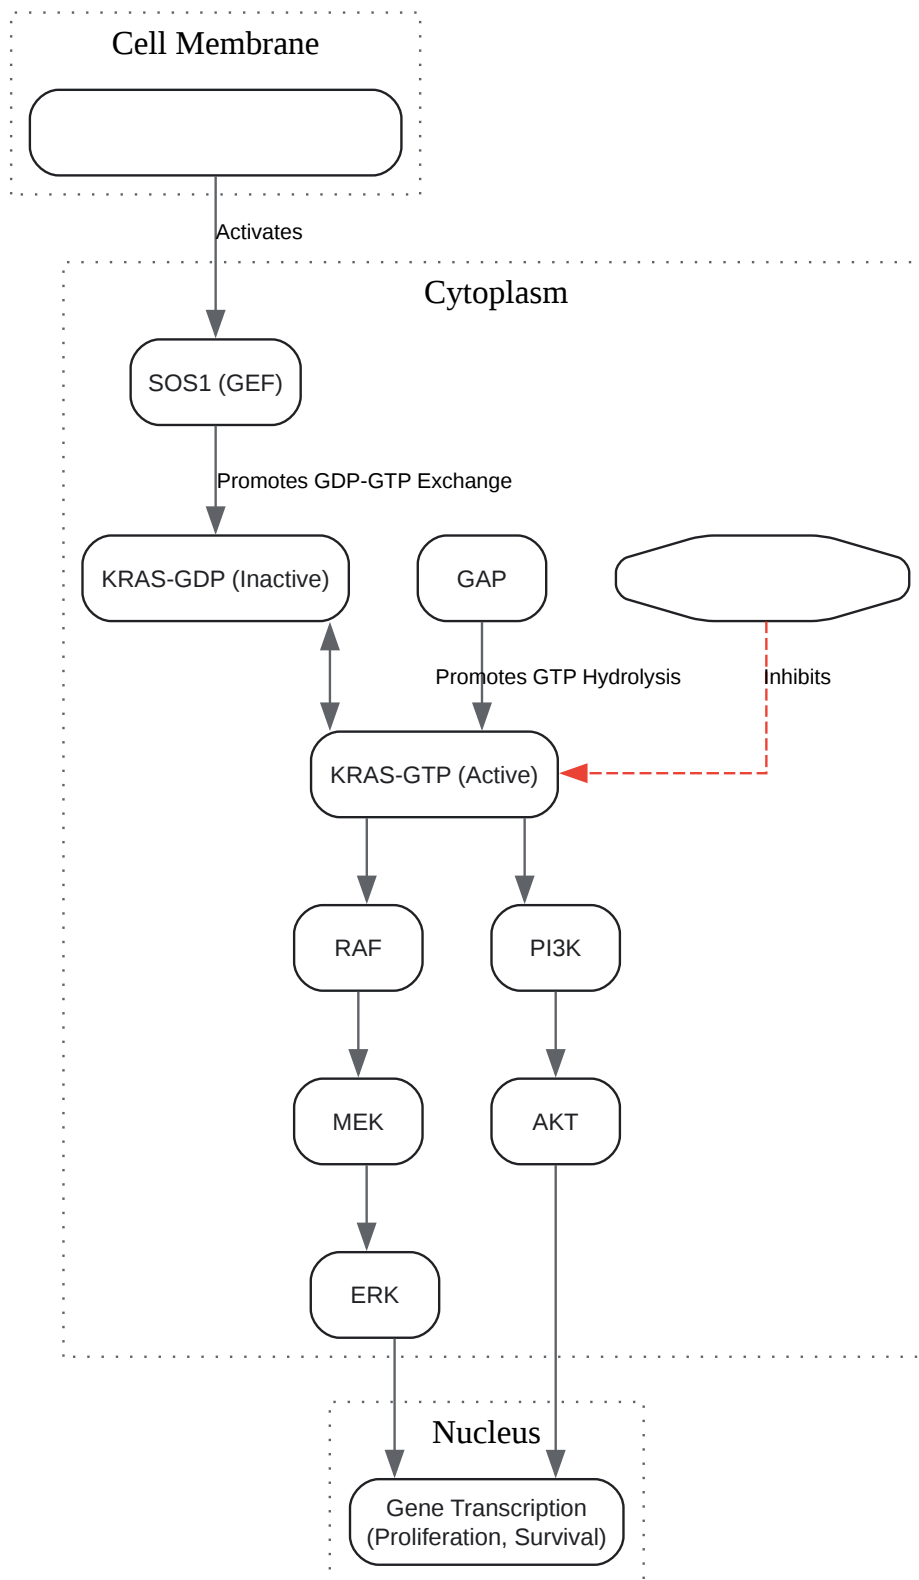 Cell Membrane
Activates
Cytoplasm
SOS1 (GEF)
Promotes GDP-GTP Exchange
KRAS-GDP (Inactive)
GAP
Promotes GTP Hydrolysis
Inhibits
KRAS-GTP (Active)
RAF
PI3K
MEK
AKT
ERK
Nucleus
Gene Transcription
(Proliferation, Survival)